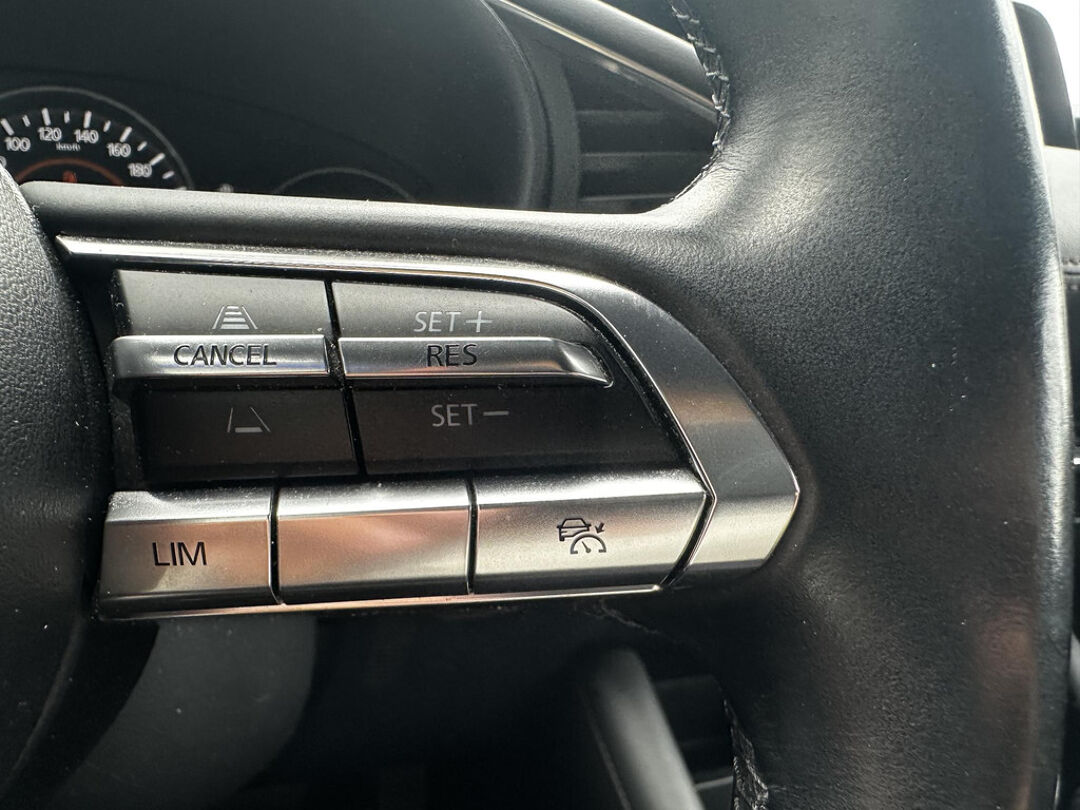 100 120 140 160 180
km/h
SET+
CANCEL RES
SET−
LIM